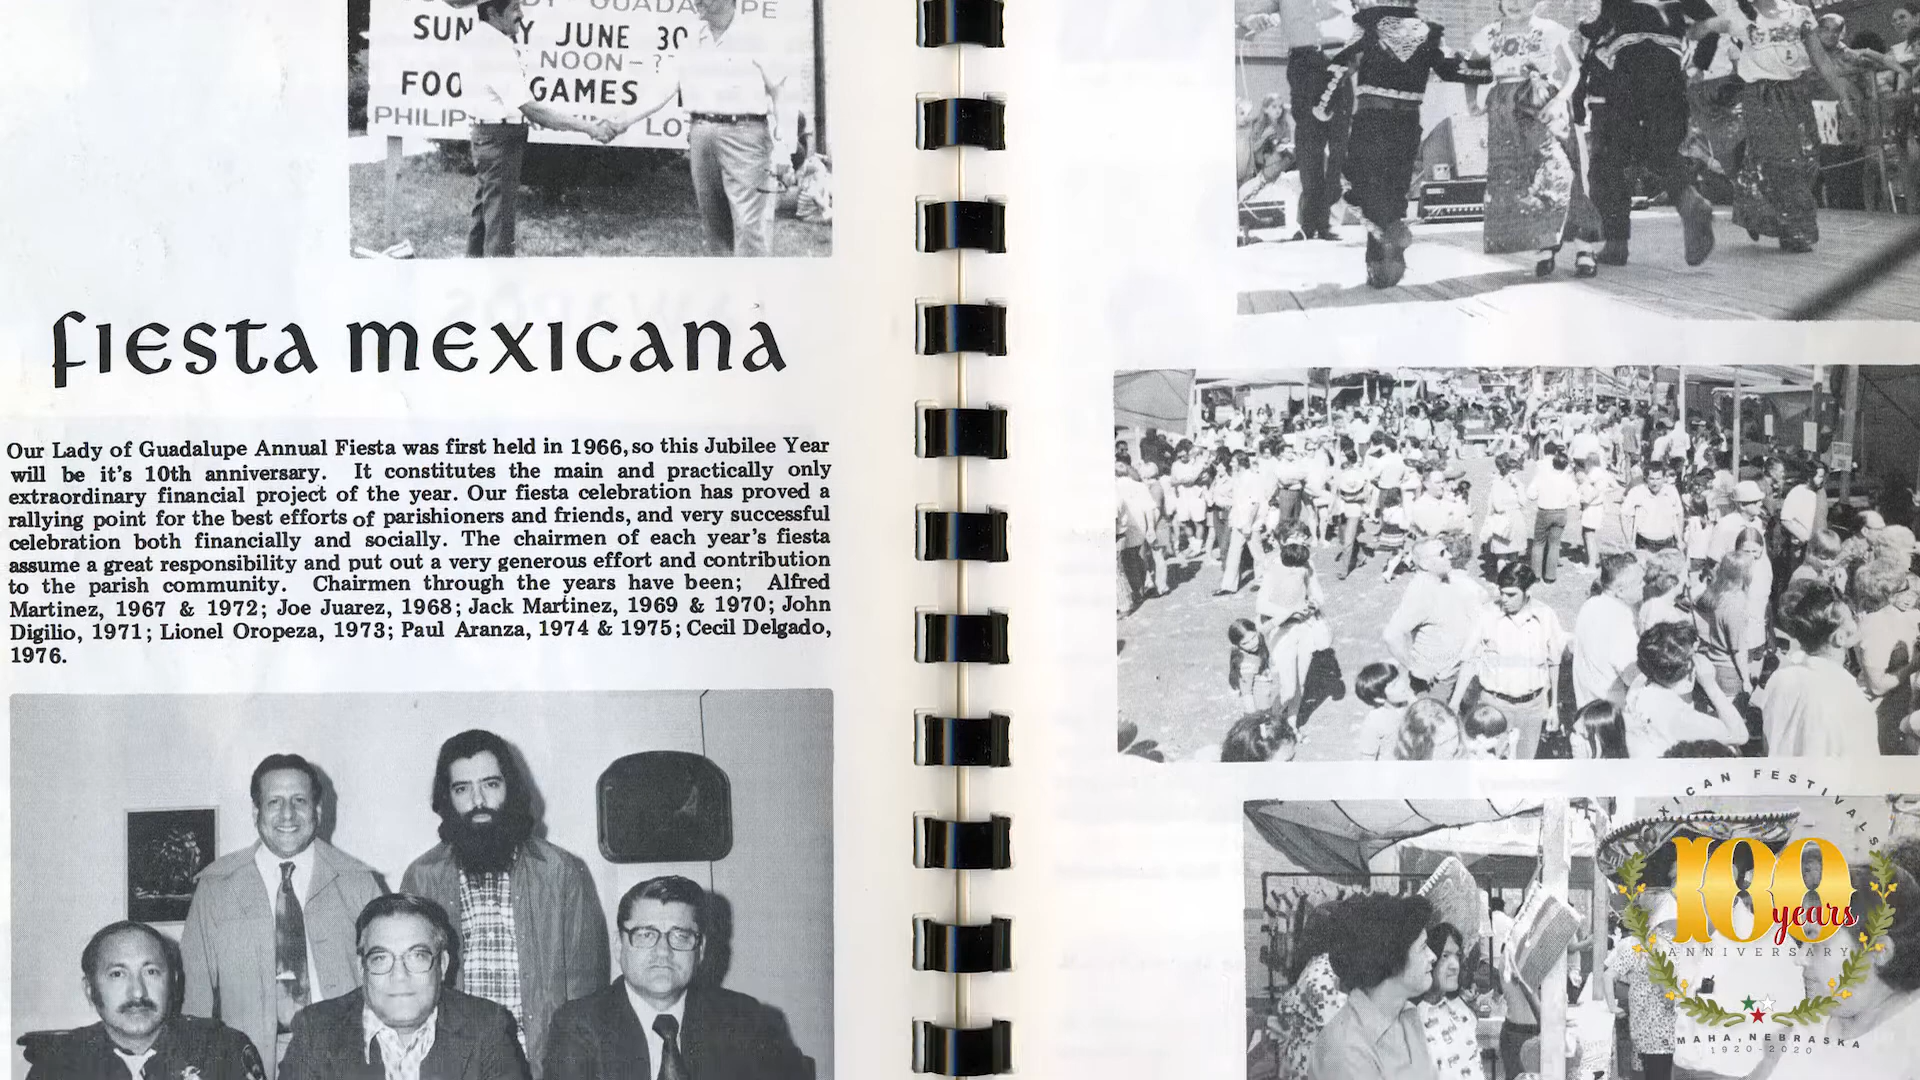 SUNDAY JUNE 30
NOON-?
GAMES
fiesta mexicana
Our Lady of Guadalupe Annual Fiesta was first held in 1966, so this Jubilee Year
will be it's 10th anniversary. It constitutes the main and practically only
extraordinary financial project of the year. Our fiesta celebration has proved a
rallying point for the best efforts of parishioners and friends, and very successful
celebration both financially and socially. The chairmen of each year's fiesta
assume a great responsibility and put out a very generous effort and contribution
to the parish community. Chairmen through the years have been; Alfred
Martinez, 1967 & 1972; Joe Juarez, 1968; Jack Martinez, 1969 & 1970; John
Digilio, 1971; Lionel Oropeza, 1973; Paul Aranza, 1974 & 1975; Cecil Delgado,
1976.
MEXICAN FESTIVALS
100
years
ANNIVERSARY
OMAHA, NEBRASKA
1920-2020